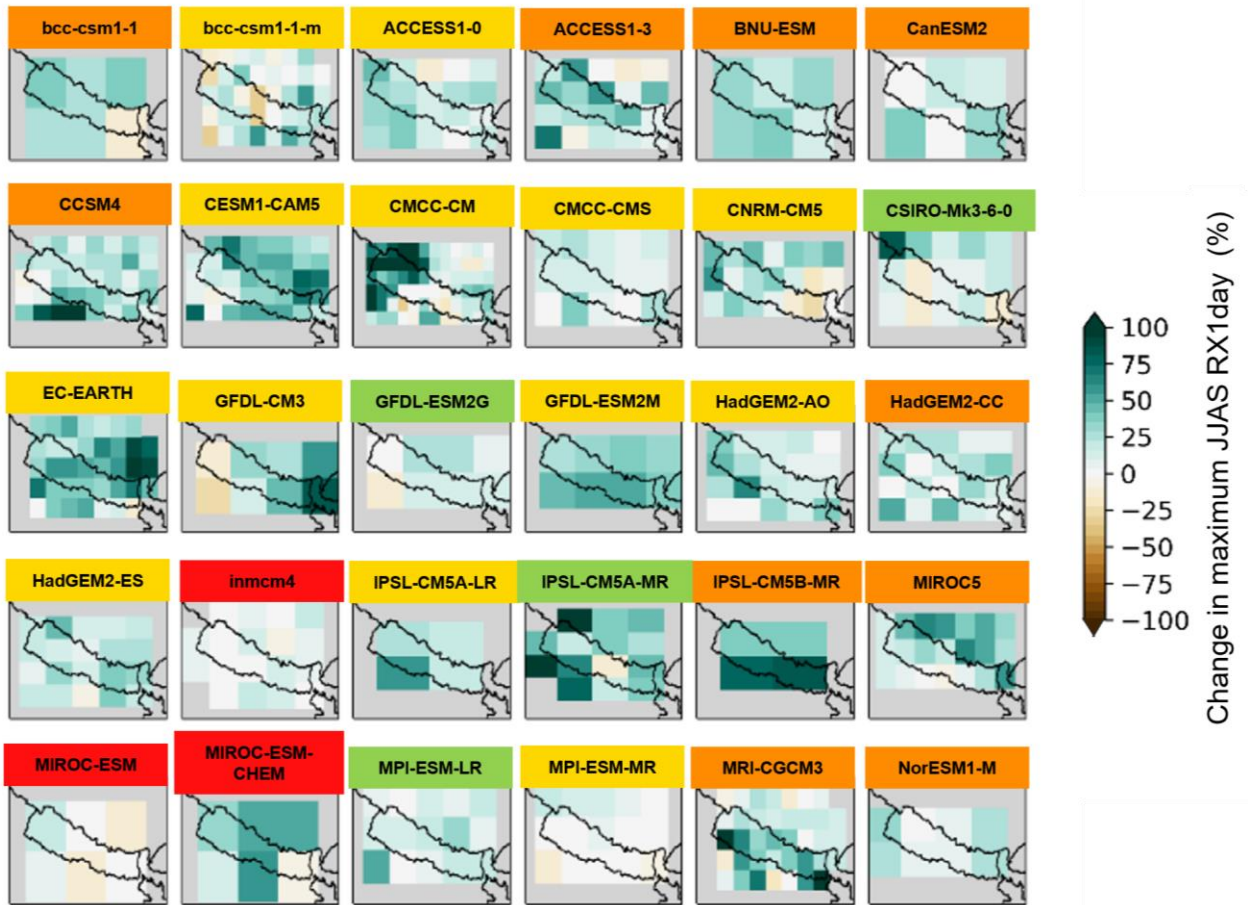 bcc-csm1-1
bcc-csm1-1-m
ACCESS1-0
ACCESS1-3
BNU-ESM
CanESM2
CCSM4
CESM1-CAM5
CMCC-CM
CMCC-CMS
CNRM-CM5
CSIRO-Mk3-6-0
EC-EARTH
GFDL-CM3
GFDL-ESM2G
GFDL-ESM2M
HadGEM2-AO
HadGEM2-CC
HadGEM2-ES
inmcm4
IPSL-CM5A-LR
IPSL-CM5A-MR
IPSL-CM5B-MR
MIROC5
MIROC-ESM
MIROC-ESM-
CHEM
MPI-ESM-LR
MPI-ESM-MR
MRI-CGCM3
NorESM1-M
100
75
50
25
0
−25
−50
−75
−100
Change in maximum JJAS RX1day (%)